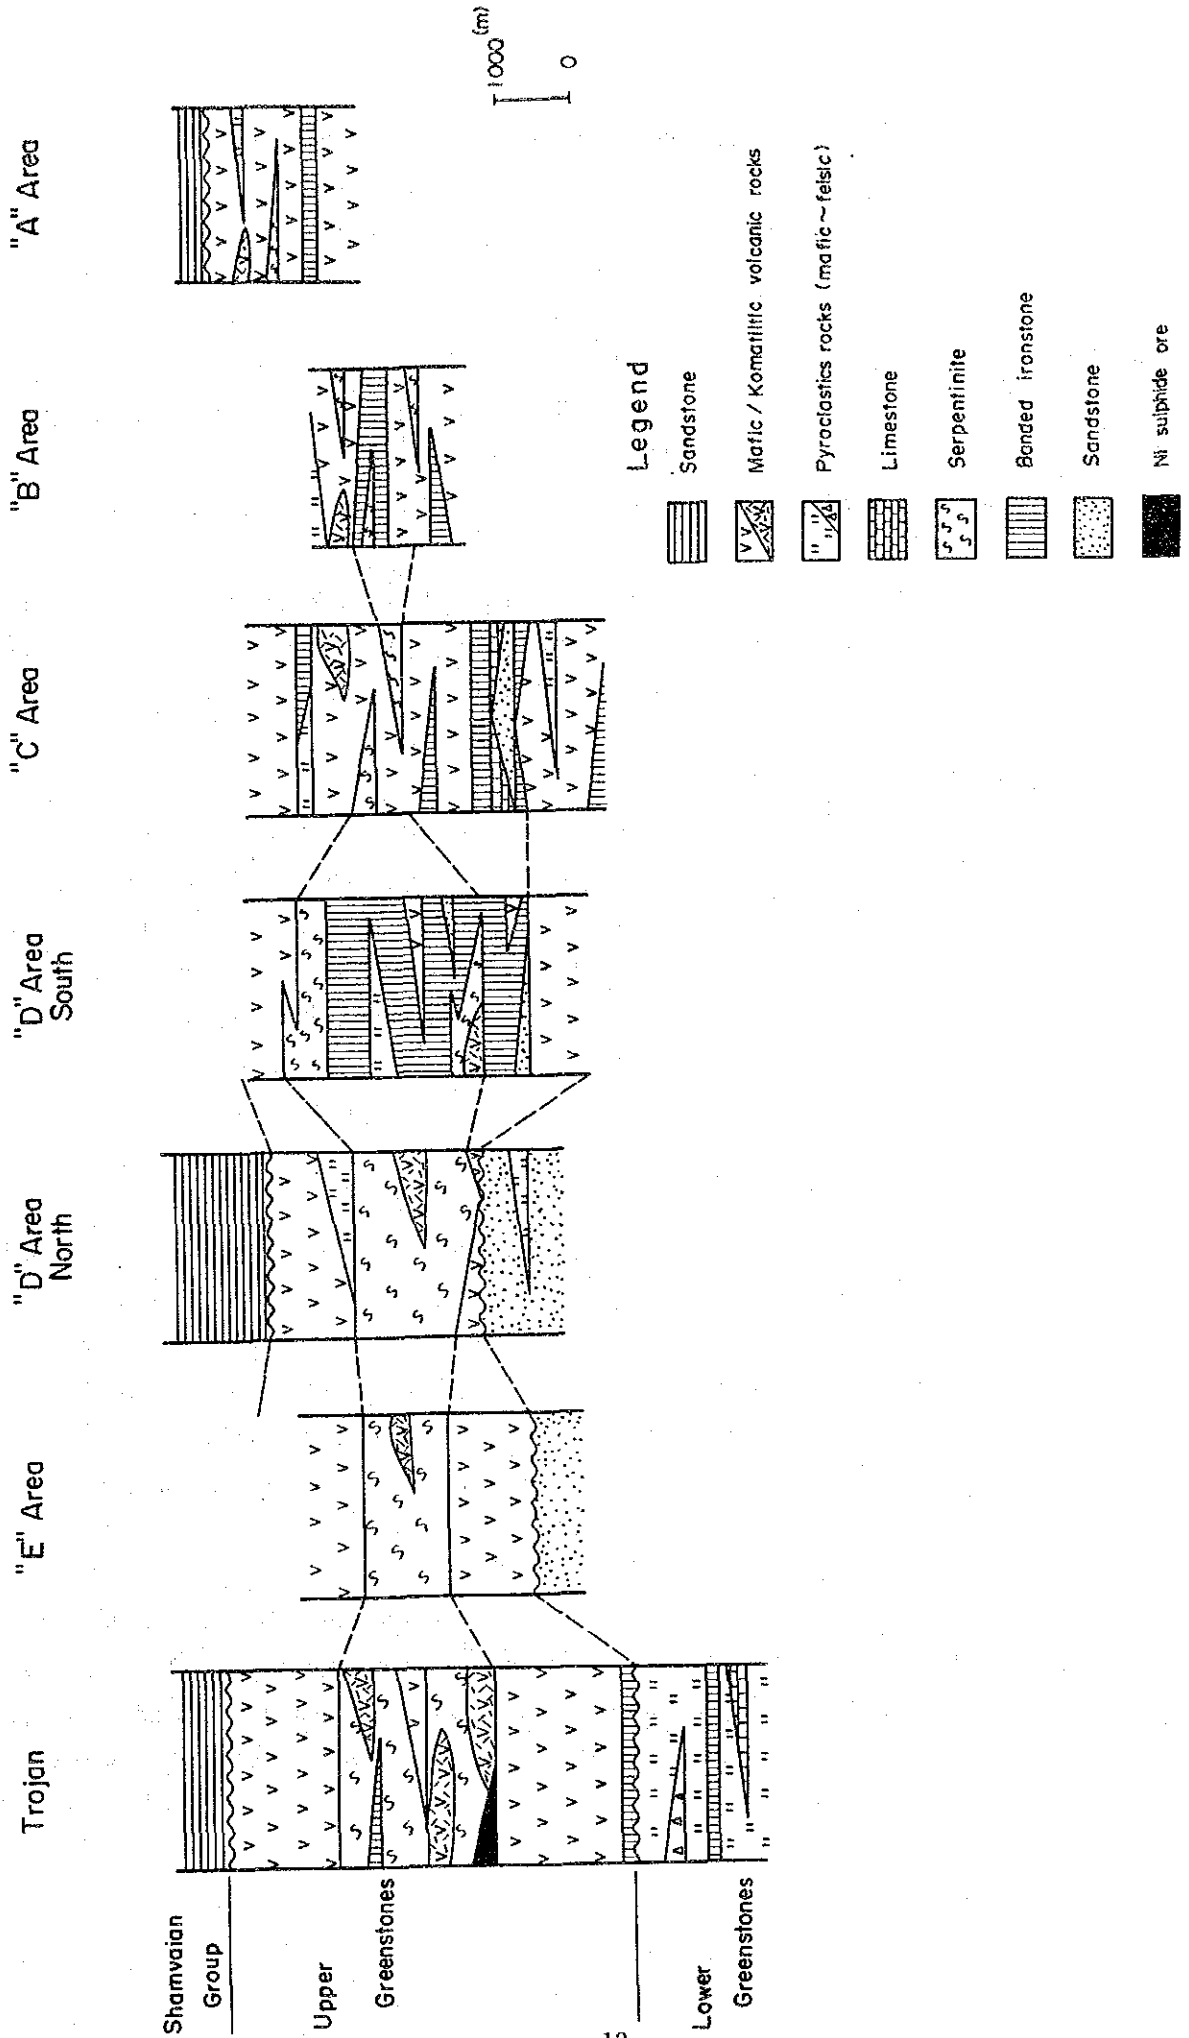 Trojan
"E" Area
"D" Area
North
"D" Area
South
"C" Area
"B" Area
"A" Area
Shamvaian
Group
Upper
Greenstones
Lower
Greenstones
1000 (m)
0
Legend
Sandstone
Mafic / Komatiitic volcanic rocks
Pyroclastics rocks (mafic ~ felsic)
Limestone
Serpentinite
Banded ironstone
Sandstone
Ni sulphide ore